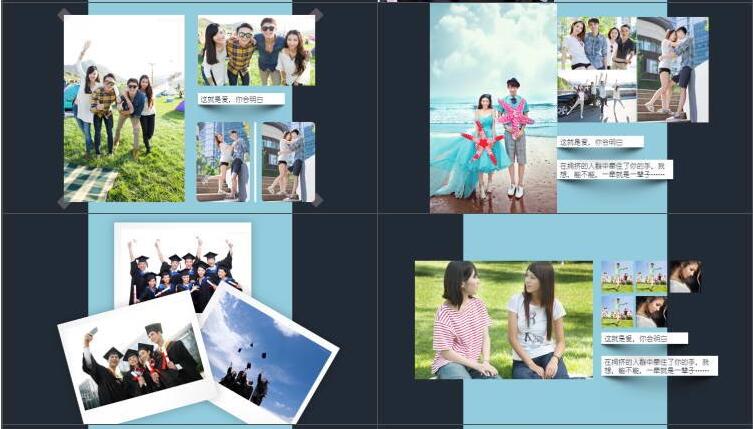 这就是爱，你会明白
这就是爱，你会明白
在拥挤的人群中牵住了你的手，我
想，能不能，一牵就是一辈子……
这就是爱，你会明白
在拥挤的人群中牵住了你的手，我
想，能不能，一牵就是一辈子……